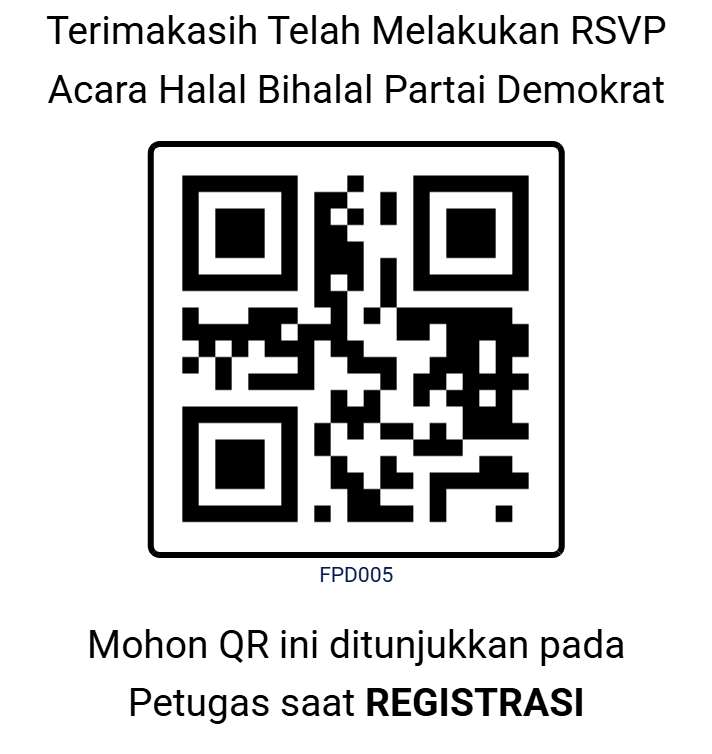 Terimakasih Telah Melakukan RSVP
Acara Halal Bihalal Partai Demokrat
FPD005
Mohon QR ini ditunjukkan pada
Petugas saat REGISTRASI